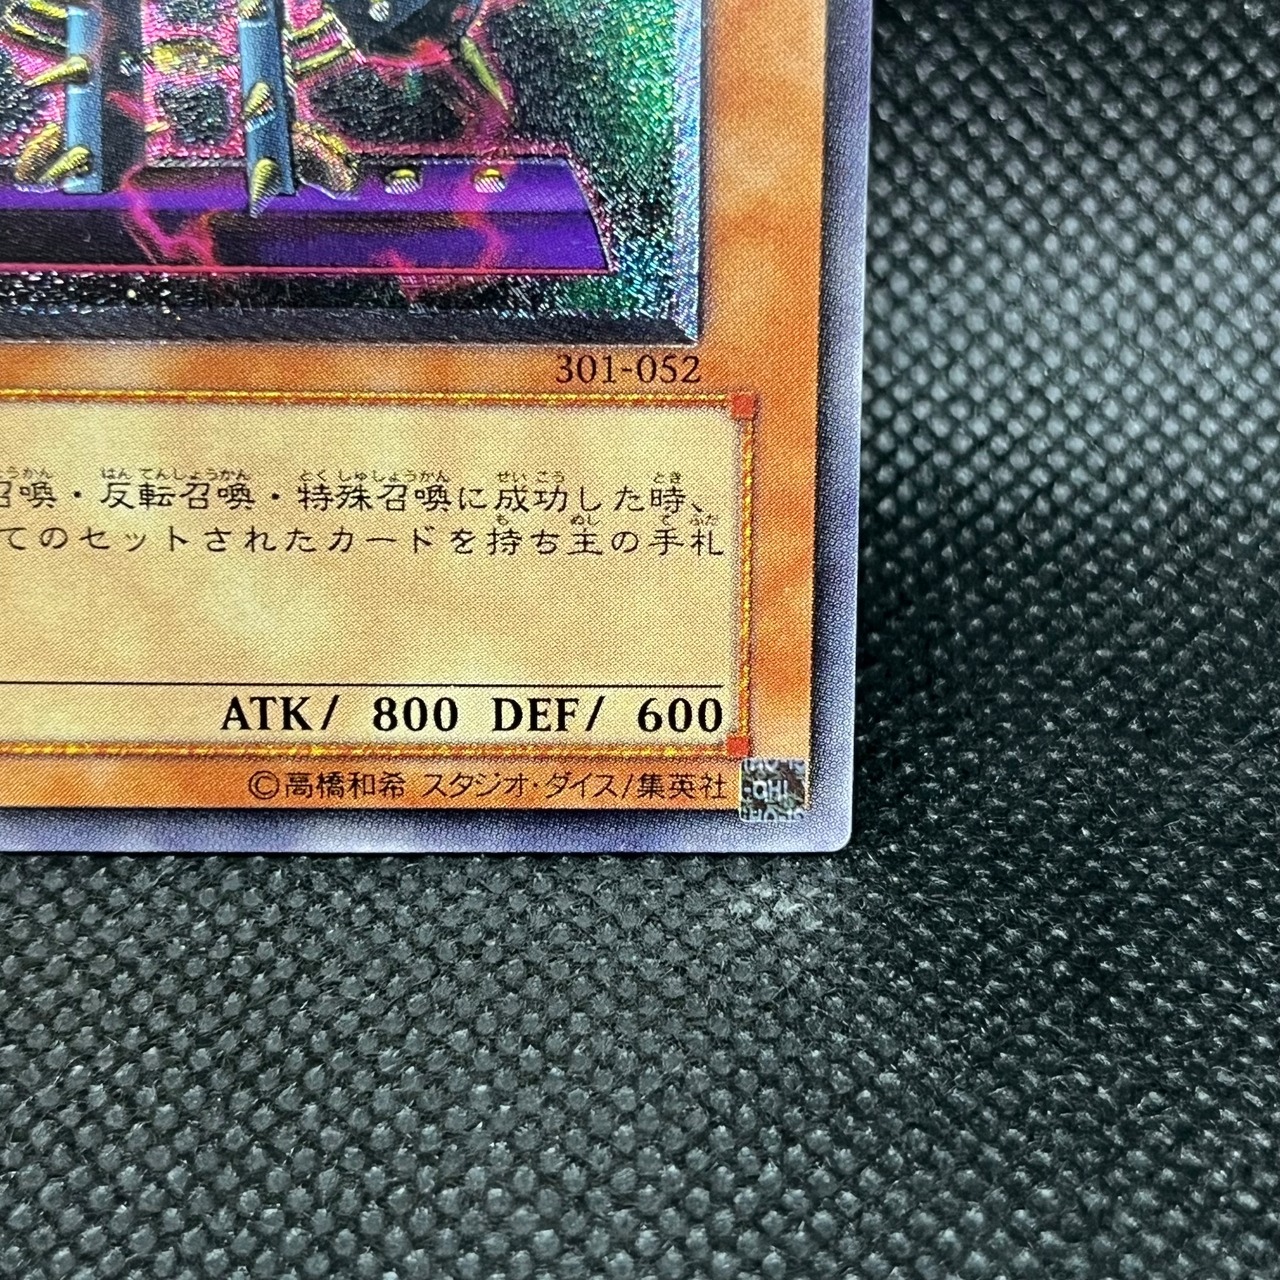 301-052
召喚・反転召喚・特殊召喚に成功した時、
てのセットされたカードを持ち主の手札
ATK/ 800 DEF/ 600
©高橋和希 スタジオ・ダイス/集英社